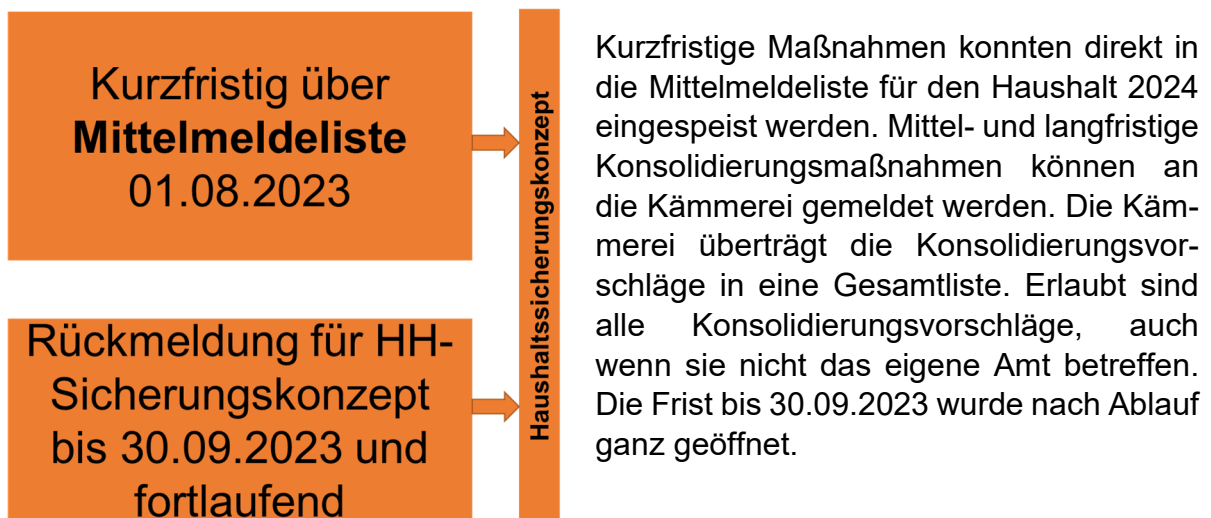 Kurzfristig über
Mittelmeldeliste
01.08.2023
Rückmeldung für HH-
Sicherungskonzept
bis 30.09.2023 und
fortlaufend
Haushaltssicherungskonzept
Kurzfristige Maßnahmen konnten direkt in
die Mittelmeldeliste für den Haushalt 2024
eingespeist werden. Mittel- und langfristige
Konsolidierungsmaßnahmen können an
die Kämmerei gemeldet werden. Die Käm-
merei überträgt die Konsolidierungsvor-
schläge in eine Gesamtliste. Erlaubt sind
alle Konsolidierungsvorschläge, auch
wenn sie nicht das eigene Amt betreffen.
Die Frist bis 30.09.2023 wurde nach Ablauf
ganz geöffnet.